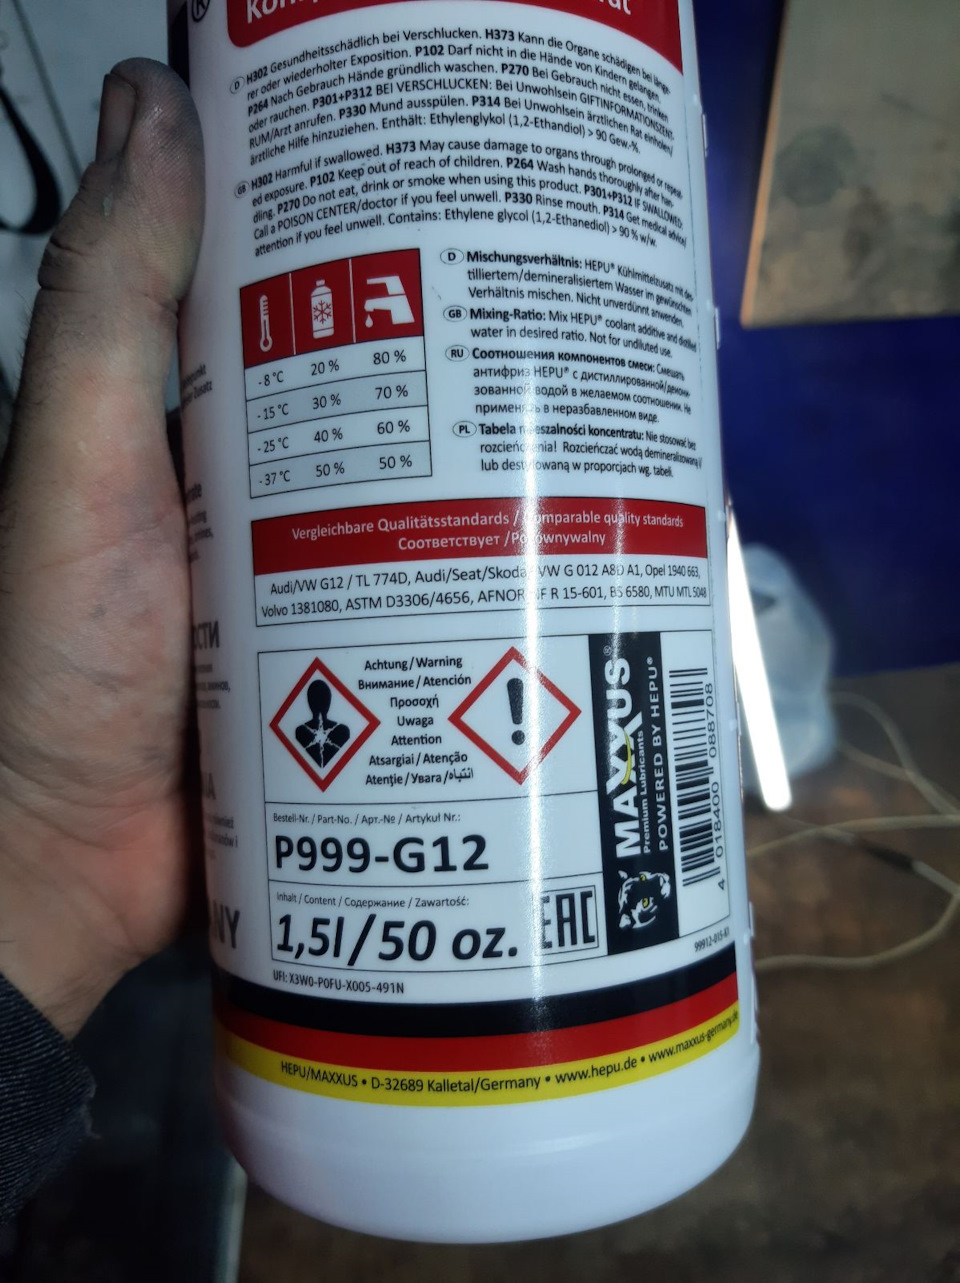 ®
H302 Gesundheitsschädlich bei Verschlucken. H373 Kann die Organe schädigen bei länge-
rer oder wiederholter Exposition. P102 Darf nicht in die Hände von Kindern gelangen.
P264 Nach Gebrauch Hände gründlich waschen. P270 Bei Gebrauch nicht essen, trinken
oder rauchen. P301+P312 BEI VERSCHLUCKEN: Bei Unwohlsein GIFTINFORMATIONSZENT-
RUM/Arzt anrufen. P330 Mund ausspülen. P314 Bei Unwohlsein ärztlichen Rat einholen/
ärztliche Hilfe hinzuziehen. Enthält: Ethylenglykol (1,2-Ethandiol) > 90 Gew.-%.
GB H302 Harmful if swallowed. H373 May cause damage to organs through prolonged or repeat-
ed exposure. P102 Keep out of reach of children. P264 Wash hands thoroughly after han-
dling. P270 Do not eat, drink or smoke when using this product. P301+P312 IF SWALLOWED:
Call a POISON CENTER/doctor if you feel unwell. P330 Rinse mouth. P314 Get medical advice/
attention if you feel unwell. Contains: Ethylene glycol (1,2-Ethanediol) > 90 % w/w.
-8 °C 20 % 80 %
-15 °C 30 % 70 %
-25 °C 40 % 60 %
-37 °C 50 % 50 %
D Mischungsverhältnis: HEPU® Kühlmittelzusatz mit des-
tilliertem/demineralisiertem Wasser im gewünschten
Verhältnis mischen. Nicht unverdünnt anwenden.
GB Mixing-Ratio: Mix HEPU® coolant additive and distilled
water in desired ratio. Not for undiluted use.
RU Соотношения компонентов смеси: Смешать
антифриз HEPU® с дистиллированной/демине-
зованной водой в желаемом соотношении. Не
применять в неразбавленном виде.
PL Tabela mieszalności koncentratu: Nie stosować bez
rozcieńczenia! Rozcieńczać wodą demineralizowaną/
lub destylowaną w proporcjach wg. tabeli.
Vergleichbare Qualitätsstandards / Comparable quality standards
Соответствует /Porównywalny
Audi/VW G12 / TL 774D, Audi/Seat/Skoda/VW G 012 A8D A1, Opel 1940 663,
Volvo 1381080, ASTM D3306/4656, AFNOR NF R 15-601, BS 6580, MTU MTL 5048
Achtung / Warning
Внимание / Atención
Προσοχή
Uwaga
Attention
Atsargiai / Atenção
Atenţie / Увага / انتباه
MAXXUS®
Premium Lubricants
POWERED BY HEPU®
4 018400 088708
Bestell-Nr. / Part-No. / Арт.-№ / Artykuł Nr.:
P999-G12
Inhalt / Content / Содержание / Zawartość:
1,5l / 50 oz.
EAC
99912-015-A1
UFI: X3W0-P0FU-X005-491N
HEPU/MAXXUS • D-32689 Kalletal/Germany • www.hepu.de • www.maxxus-germany.de